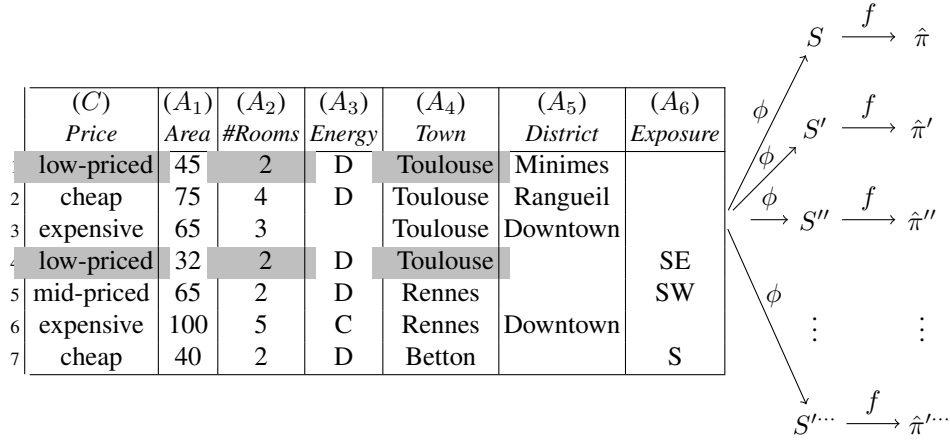 (C) (A₁) (A₂) (A₃) (A₄) (A₅) (A₆)
Price Area #Rooms Energy Town District Exposure
1 low-priced 45 2 D Toulouse Minimes
2 cheap 75 4 D Toulouse Rangueil
3 expensive 65 3 Toulouse Downtown
4 low-priced 32 2 D Toulouse SE
5 mid-priced 65 2 D Rennes SW
6 expensive 100 5 C Rennes Downtown
7 cheap 40 2 D Betton S
f
S π̂
ϕ
f
S′ π̂′
ϕ
f
ϕ S″ π̂″
ϕ
⋮ ⋮
f
S′⋯ π̂′⋯